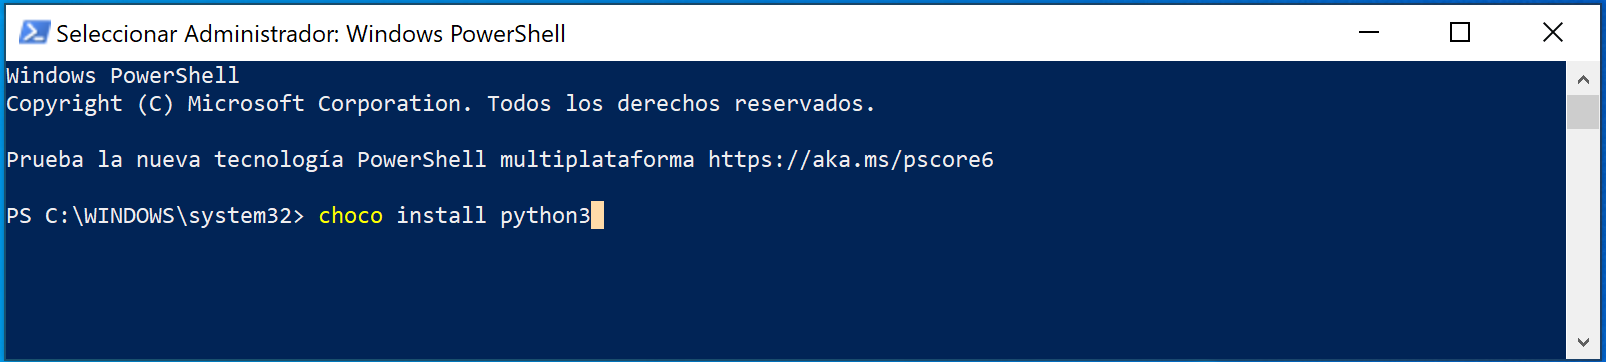 Seleccionar Administrador: Windows PowerShell
Windows PowerShell
Copyright (C) Microsoft Corporation. Todos los derechos reservados.
Prueba la nueva tecnología PowerShell multiplataforma https://aka.ms/pscore6
PS C:\WINDOWS\system32> choco install python3